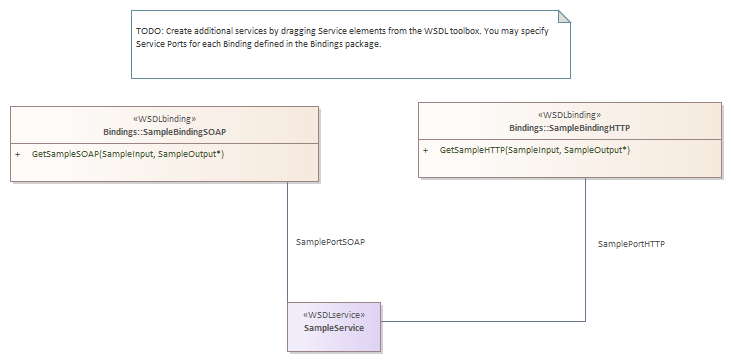 TODO: Create additional services by dragging Service elements from the WSDL toolbox. You may specify
Service Ports for each Binding defined in the Bindings package.
«WSDLbinding»
Bindings::SampleBindingSOAP
+ GetSampleSOAP(SampleInput, SampleOutput*)
«WSDLbinding»
Bindings::SampleBindingHTTP
+ GetSampleHTTP(SampleInput, SampleOutput*)
SamplePortSOAP
SamplePortHTTP
«WSDLservice»
SampleService